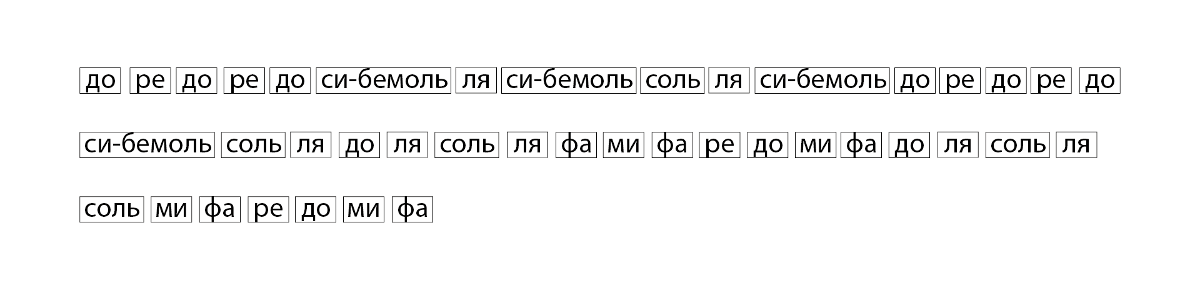 до ре до ре до си-бемоль ля си-бемоль соль ля си-бемоль до ре до ре до
си-бемоль соль ля до ля соль ля фа ми фа ре до ми фа до ля соль ля
соль ми фа ре до ми фа